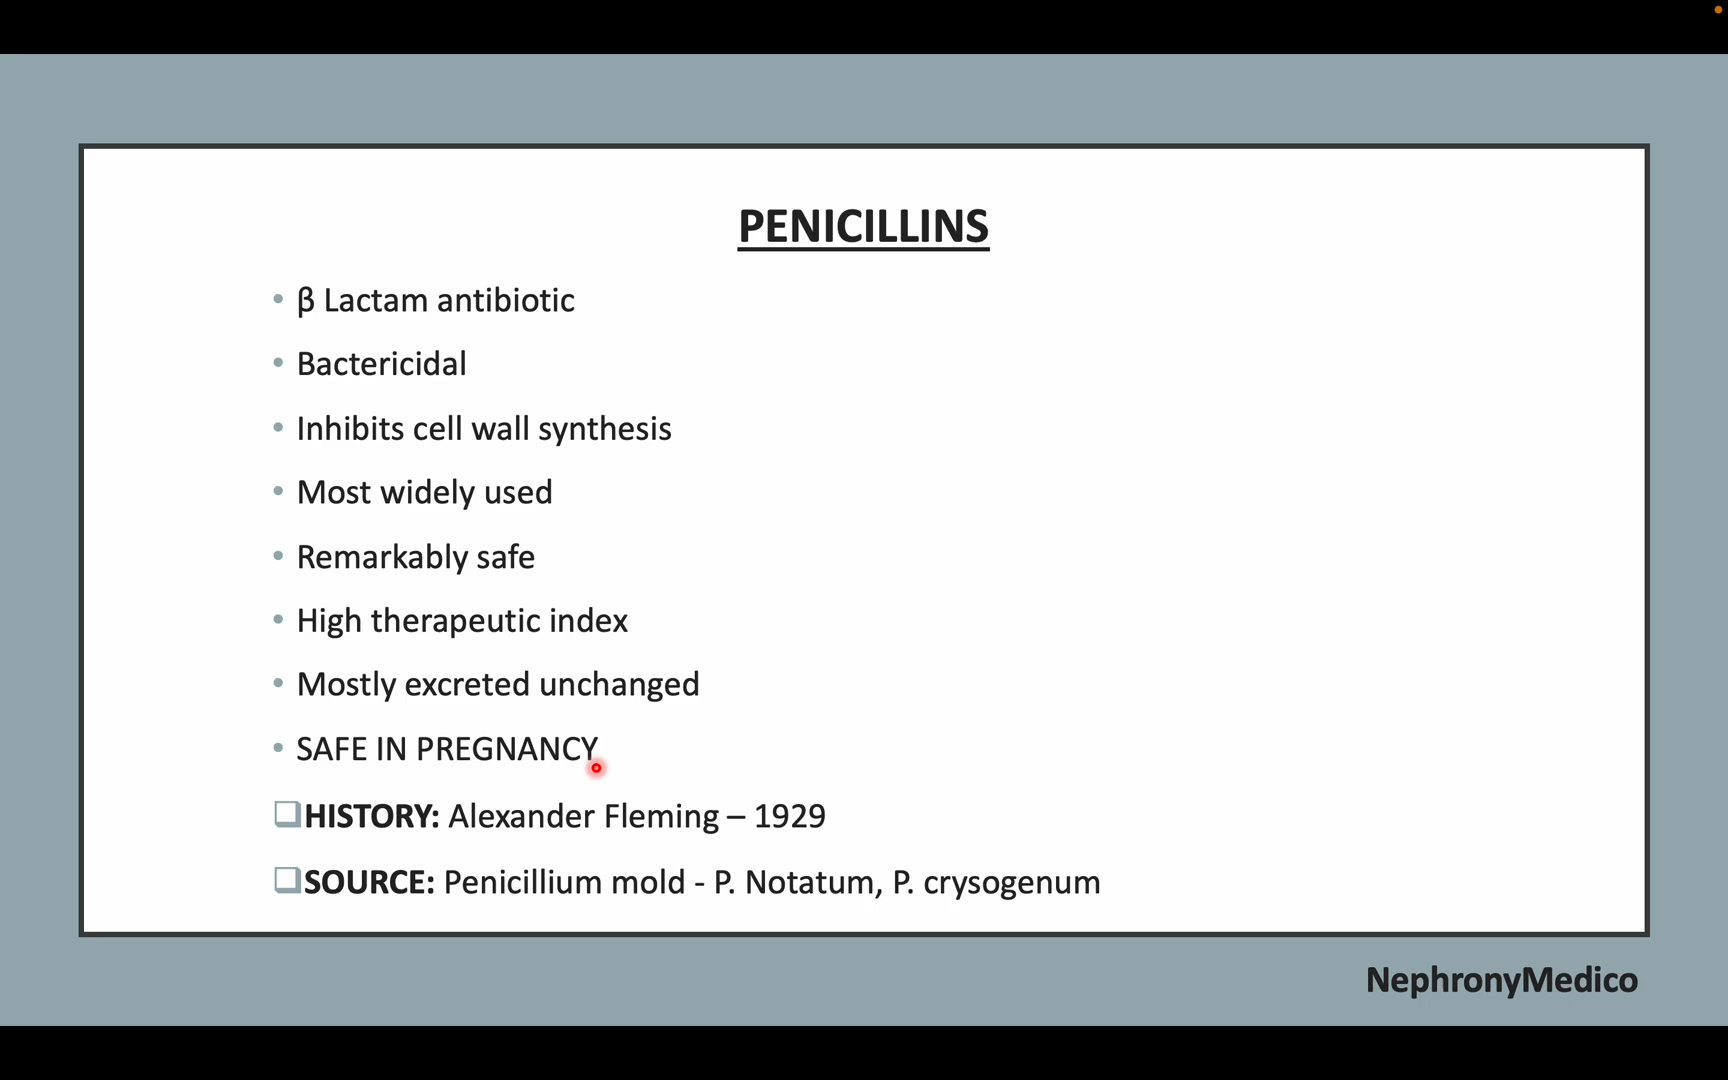 PENICILLINS
• β Lactam antibiotic
• Bactericidal
• Inhibits cell wall synthesis
• Most widely used
• Remarkably safe
• High therapeutic index
• Mostly excreted unchanged
• SAFE IN PREGNANCY
❑HISTORY: Alexander Fleming – 1929
❑SOURCE: Penicillium mold - P. Notatum, P. crysogenum
NephronyMedico